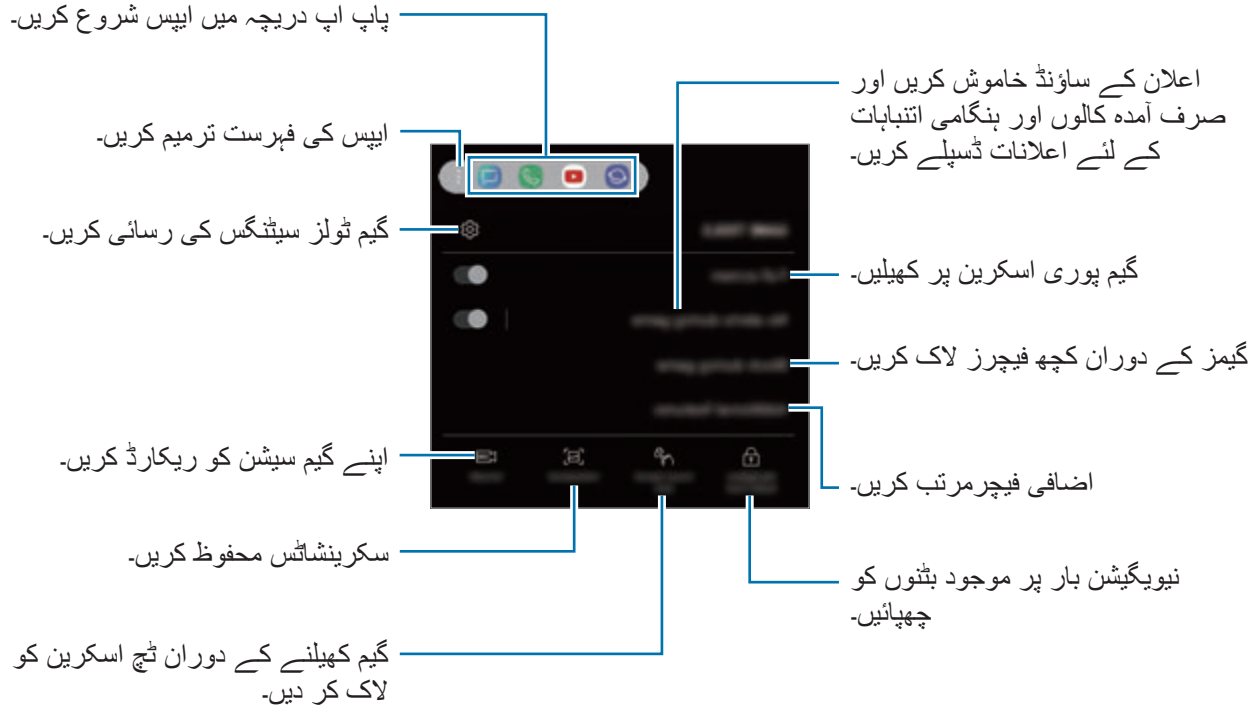 پاپ اپ دریچہ میں ایپس شروع کریں۔
اعلان کے ساؤنڈ خاموش کریں اور
صرف آمدہ کالوں اور ہنگامی انتباہات
کے لئے اعلانات ڈسپلے کریں۔
ایپس کی فہرست ترمیم کریں۔
گیم ٹولز سیٹنگس کی رسائی کریں۔
گیم پوری اسکرین پر کھیلیں۔
گیمز کے دوران کچھ فیچرز لاک کریں۔
اپنے گیم سیشن کو ریکارڈ کریں۔
اضافی فیچرمرتب کریں۔
سکرینشاٹس محفوظ کریں۔
نیویگیشن بار پر موجود بٹنوں کو
چھپائیں۔
گیم کھیلنے کے دوران ٹچ اسکرین کو
لاک کر دیں۔